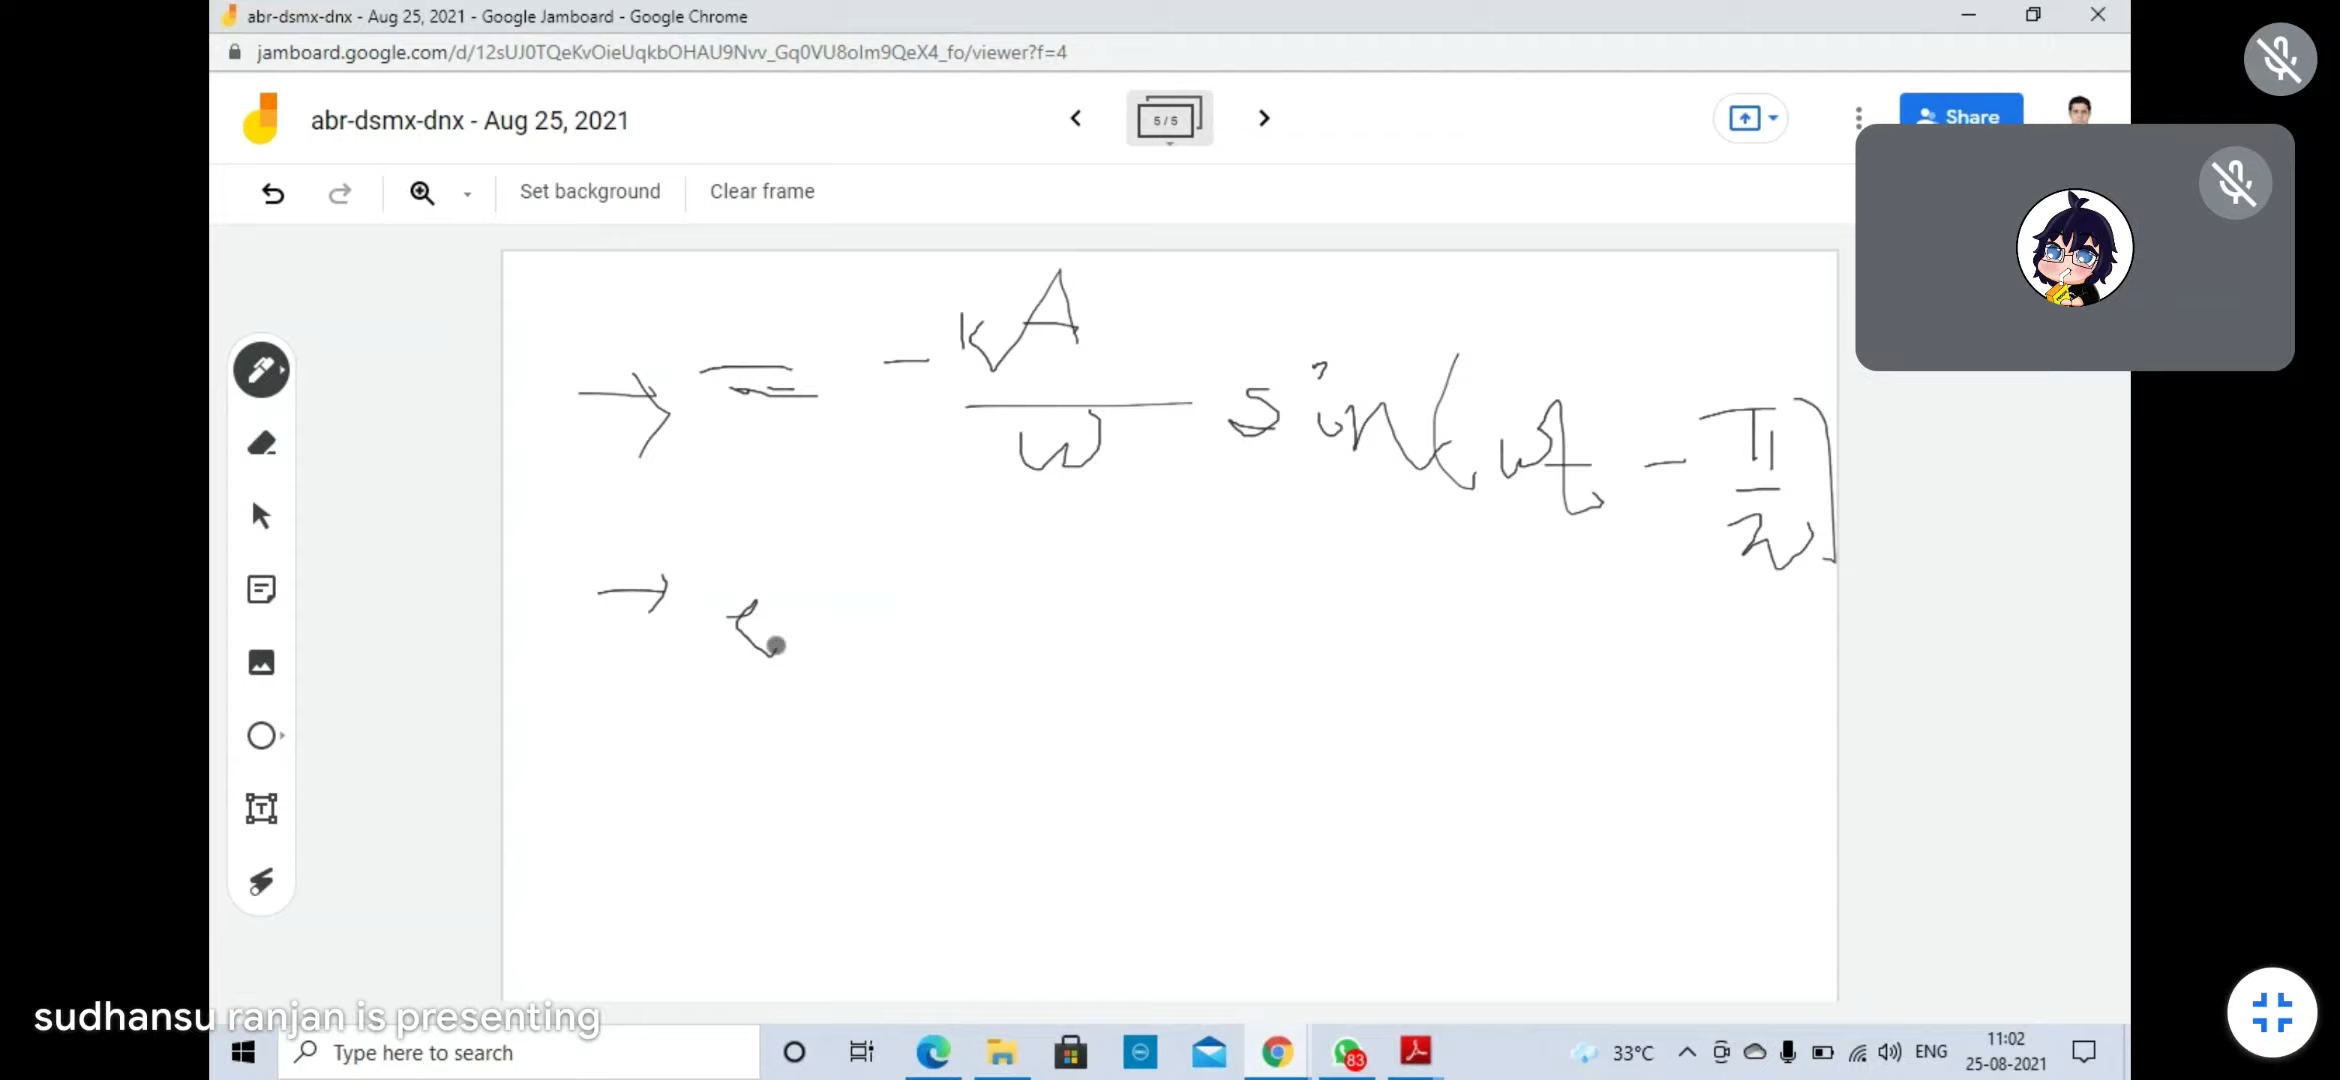 abr-dsmx-dnx - Aug 25, 2021 - Google Jamboard - Google Chrome
jamboard.google.com/d/12sUJ0TQeKvOieUqkbOHAU9Nvv_Gq0VU8oIm9QeX4_fo/viewer?f=4
abr-dsmx-dnx - Aug 25, 2021
5 / 5
Share
Set background
Clear frame
→ = - KA / W sin(wt - π/2)
→
sudhansu ranjan is presenting
Type here to search
83
33°C
ENG
11:02
25-08-2021